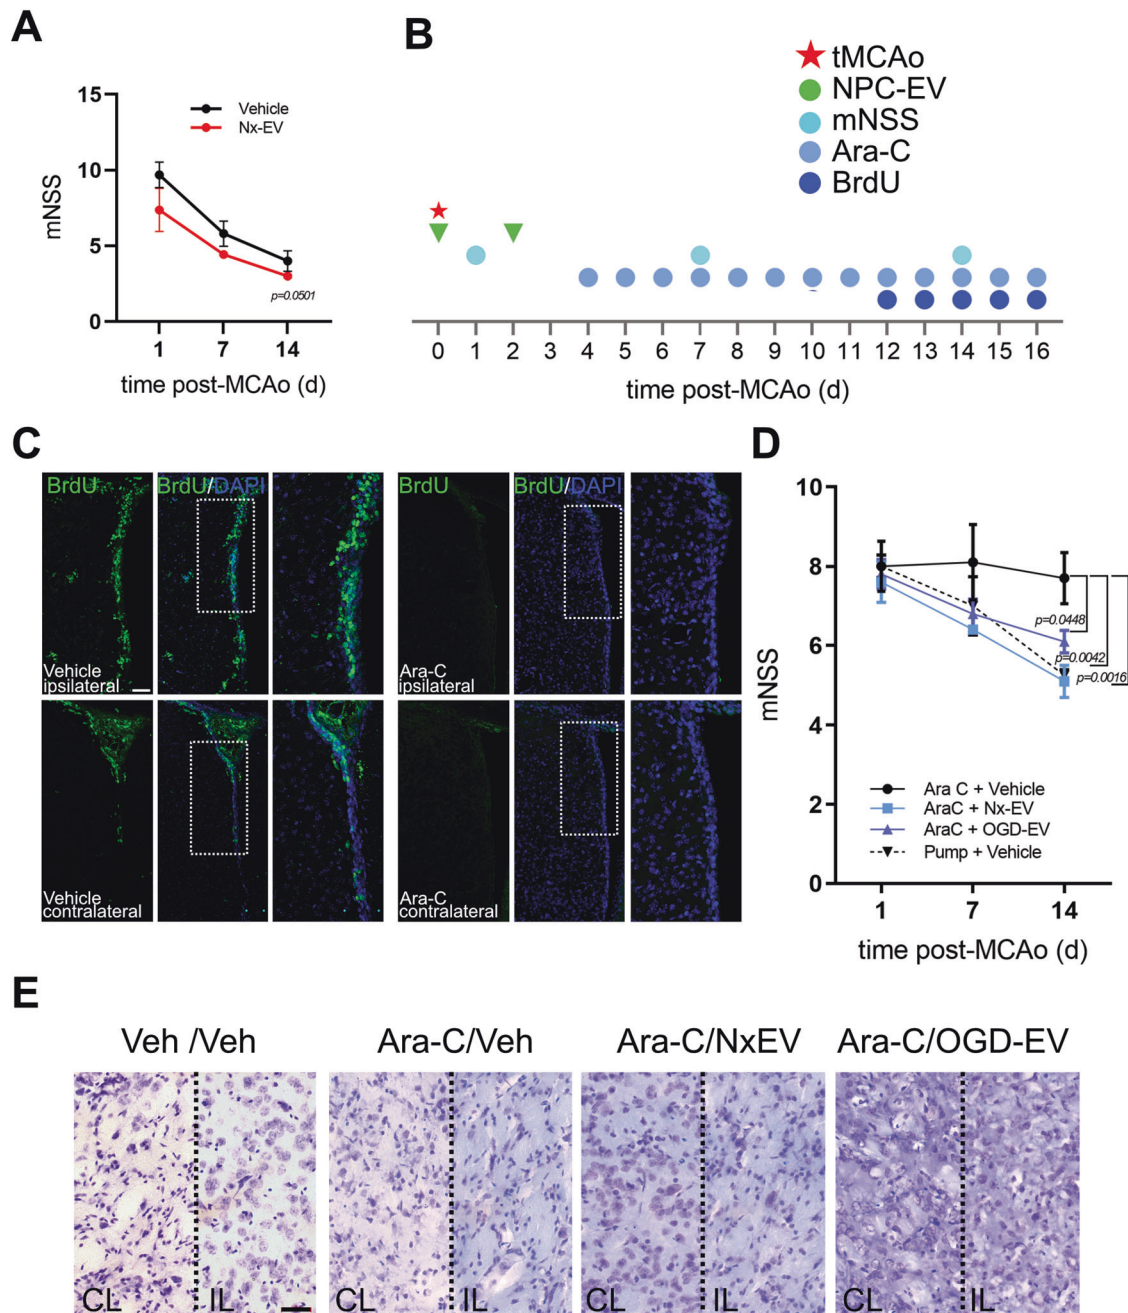 A
15
10
5
0
mNSS
Vehicle
Nx-EV
p=0.0501
1 7 14
time post-MCAo (d)
B
tMCAo
NPC-EV
mNSS
Ara-C
BrdU
0 1 2 3 4 5 6 7 8 9 10 11 12 13 14 15 16
time post-MCAo (d)
C
BrdU
BrdU/DAPI
BrdU
BrdU/DAPI
Vehicle
ipsilateral
Ara-C
ipsilateral
Vehicle
contralateral
Ara-C
contralateral
D
10
8
6
4
2
0
mNSS
p=0.0448
p=0.0042
p=0.0016
Ara C + Vehicle
AraC + Nx-EV
AraC + OGD-EV
Pump + Vehicle
1 7 14
time post-MCAo (d)
E
Veh /Veh
Ara-C/Veh
Ara-C/NxEV
Ara-C/OGD-EV
CL IL
CL IL
CL IL
CL IL